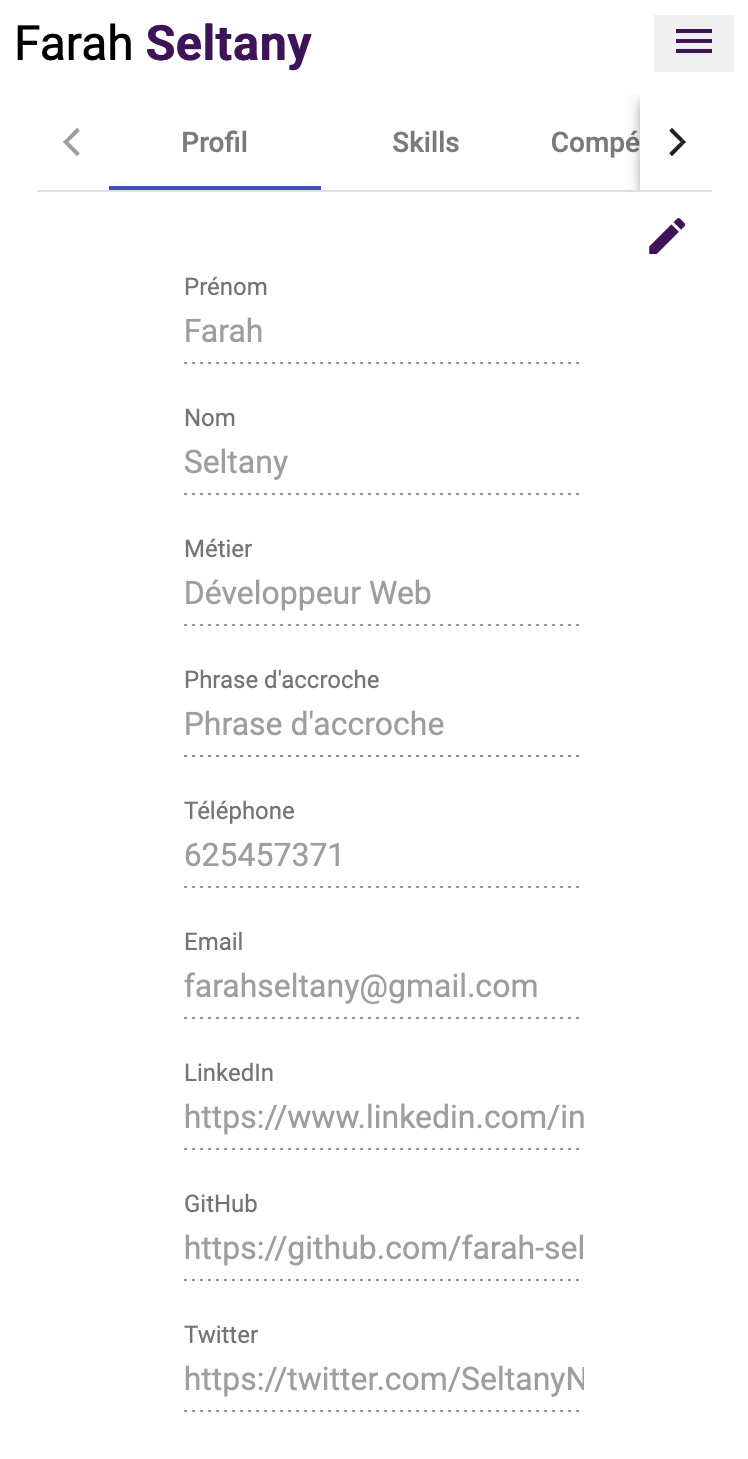 Farah Seltany
Profil
Skills
Compé
Prénom
Farah
Nom
Seltany
Métier
Développeur Web
Phrase d'accroche
Phrase d'accroche
Téléphone
625457371
Email
farahseltany@gmail.com
LinkedIn
https://www.linkedin.com/in
GitHub
https://github.com/farah-sel
Twitter
https://twitter.com/SeltanyN